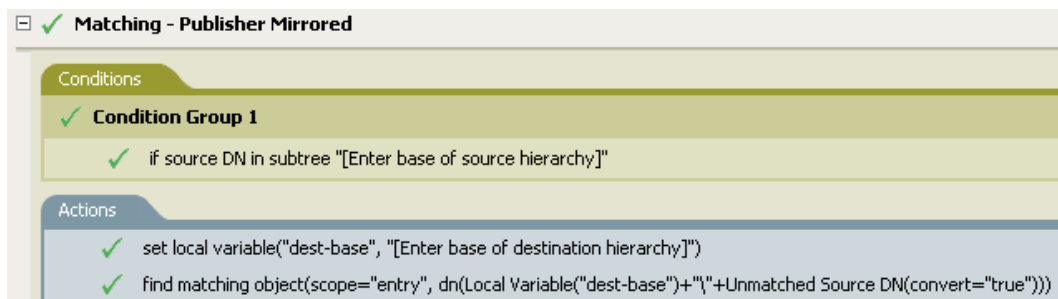 Matching - Publisher Mirrored
Conditions
Condition Group 1
if source DN in subtree "[Enter base of source hierarchy]"
Actions
set local variable("dest-base", "[Enter base of destination hierarchy]")
find matching object(scope="entry", dn(Local Variable("dest-base")+"\"+Unmatched Source DN(convert="true")))